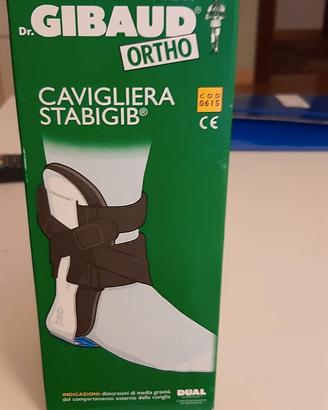 Dr. GIBAUD®
ORTHO
CAVIGLIERA
STABIGIB®
COD
0615
CE
INDICAZIONI: distorsioni di media gravità
del compartimento esterno della caviglia
DUAL